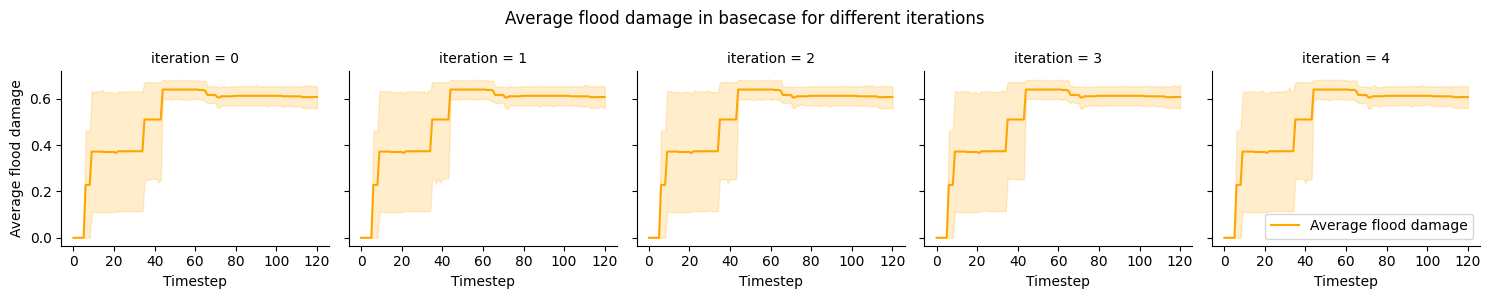 Average flood damage in basecase for different iterations
iteration = 0
iteration = 1
iteration = 2
iteration = 3
iteration = 4
Average flood damage
0.6
0.4
0.2
0.0
0 20 40 60 80 100 120
0 20 40 60 80 100 120
0 20 40 60 80 100 120
0 20 40 60 80 100 120
0 20 40 60 80 100 120
Timestep
Timestep
Timestep
Timestep
Timestep
Average flood damage